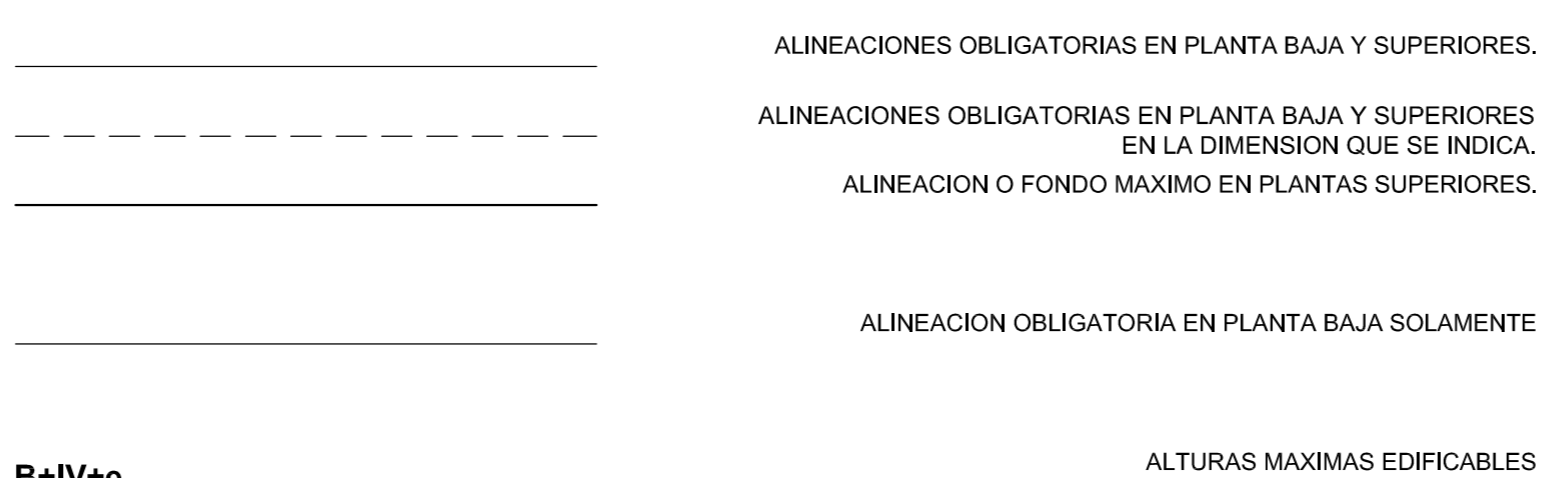 ALINEACIONES OBLIGATORIAS EN PLANTA BAJA Y SUPERIORES.
ALINEACIONES OBLIGATORIAS EN PLANTA BAJA Y SUPERIORES
EN LA DIMENSION QUE SE INDICA.
ALINEACION O FONDO MAXIMO EN PLANTAS SUPERIORES.
ALINEACION OBLIGATORIA EN PLANTA BAJA SOLAMENTE
ALTURAS MAXIMAS EDIFICABLES
B+IV+e